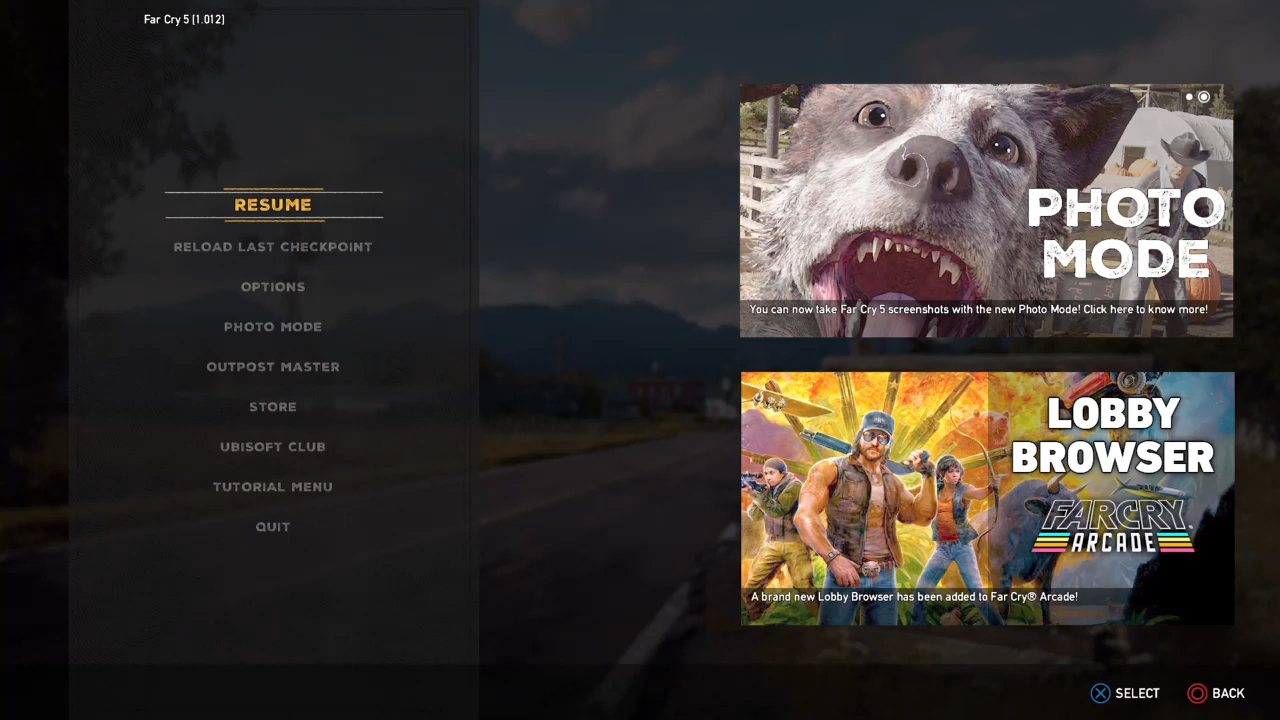 Far Cry 5 [1.012]
RESUME
RELOAD LAST CHECKPOINT
OPTIONS
PHOTO MODE
OUTPOST MASTER
STORE
UBISOFT CLUB
TUTORIAL MENU
QUIT
PHOTO
MODE
You can now take Far Cry 5 screenshots with the new Photo Mode! Click here to know more!
LOBBY
BROWSER
FARCRY
ARCADE
A brand new Lobby Browser has been added to Far Cry® Arcade!
SELECT BACK